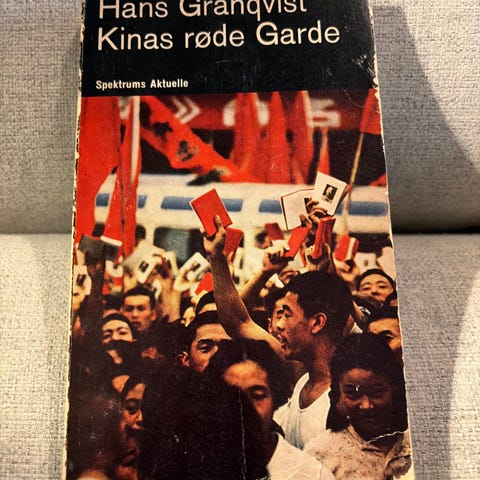 Hans Granqvist
Kinas røde Garde
Spektrums Aktuelle